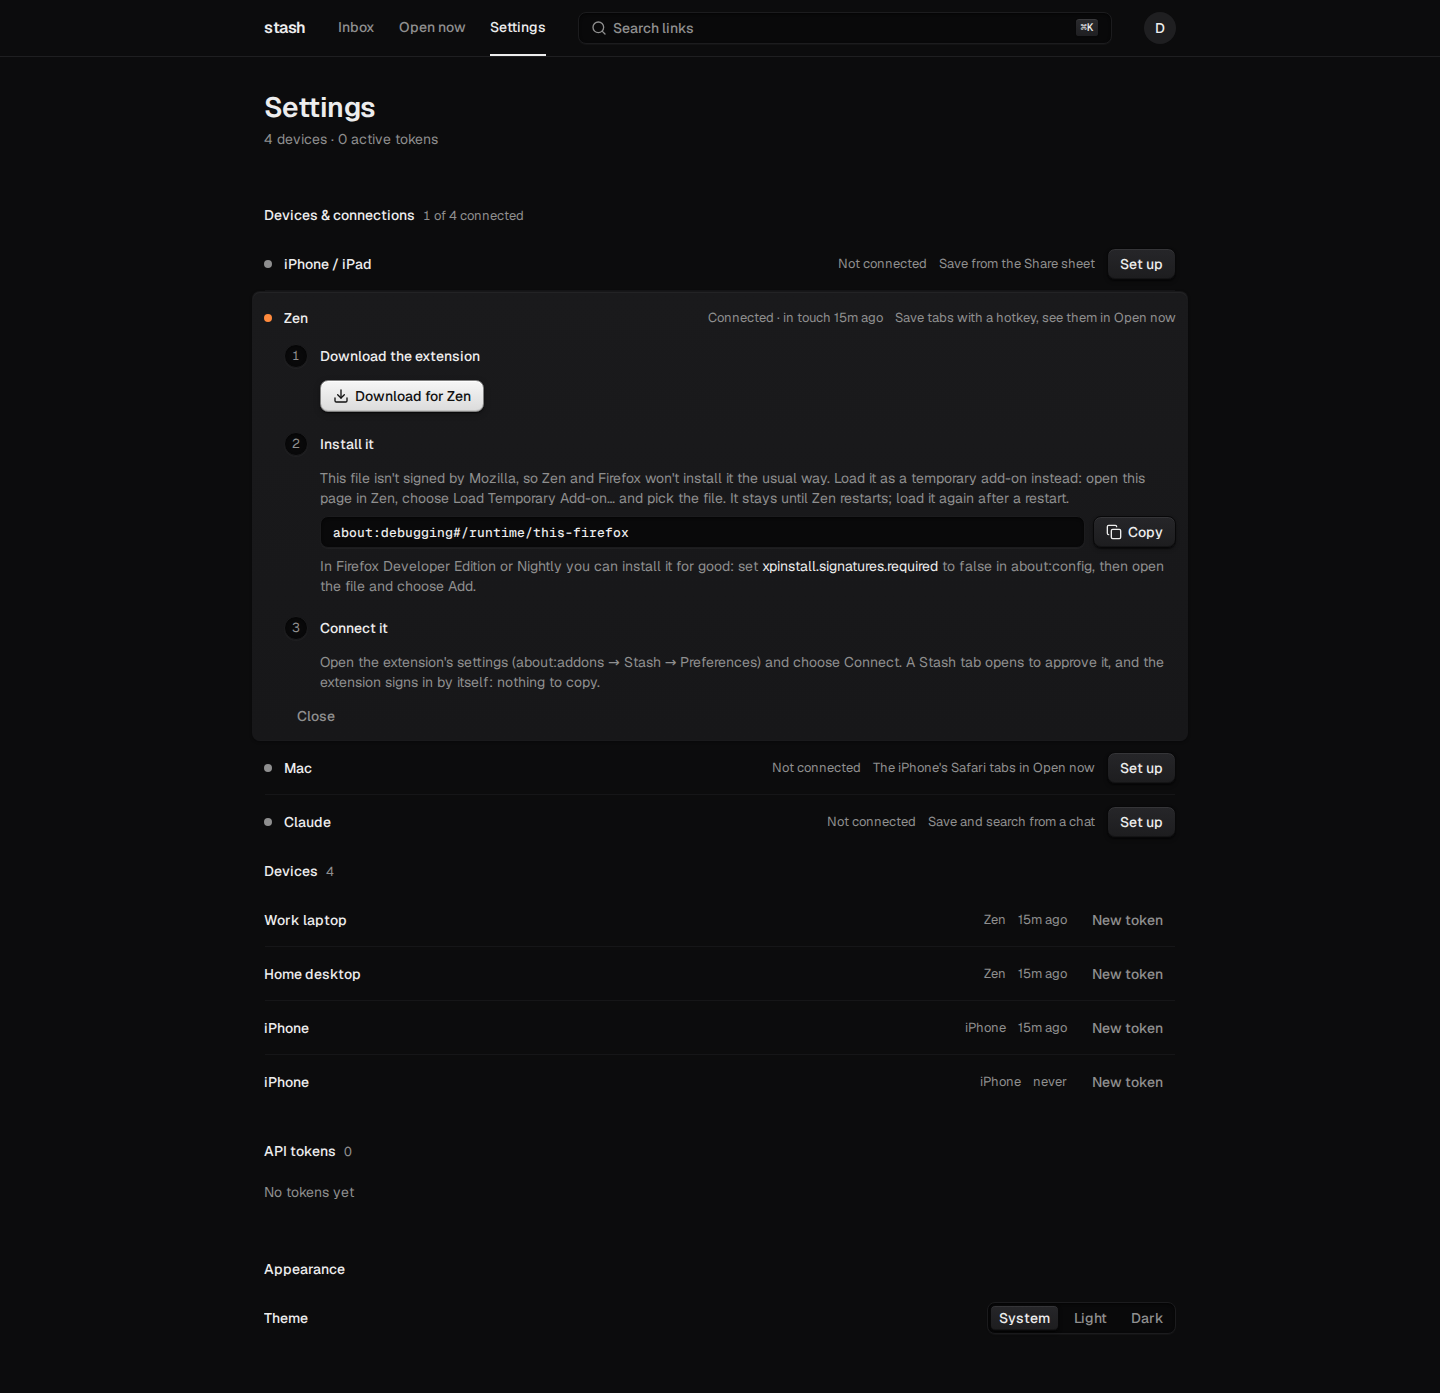 stash Inbox Open now Settings Search links ⌘K D
Settings
4 devices · 0 active tokens
Devices & connections 1 of 4 connected
iPhone / iPad Not connected Save from the Share sheet Set up
Zen Connected · in touch 15m ago Save tabs with a hotkey, see them in Open now
1 Download the extension
Download for Zen
2 Install it
This file isn't signed by Mozilla, so Zen and Firefox won't install it the usual way. Load it as a temporary add-on instead: open this
page in Zen, choose Load Temporary Add-on… and pick the file. It stays until Zen restarts; load it again after a restart.
about:debugging#/runtime/this-firefox Copy
In Firefox Developer Edition or Nightly you can install it for good: set xpinstall.signatures.required to false in about:config, then open
the file and choose Add.
3 Connect it
Open the extension's settings (about:addons → Stash → Preferences) and choose Connect. A Stash tab opens to approve it, and the
extension signs in by itself: nothing to copy.
Close
Mac Not connected The iPhone's Safari tabs in Open now Set up
Claude Not connected Save and search from a chat Set up
Devices 4
Work laptop Zen 15m ago New token
Home desktop Zen 15m ago New token
iPhone iPhone 15m ago New token
iPhone iPhone never New token
API tokens 0
No tokens yet
Appearance
Theme System Light Dark